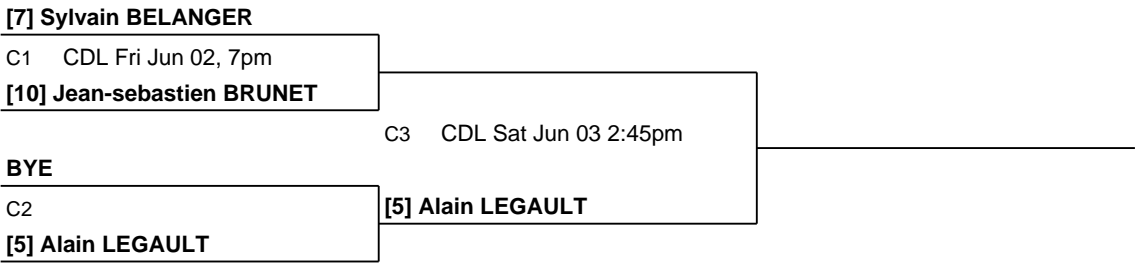 [7] Sylvain BELANGER
C1 CDL Fri Jun 02, 7pm
[10] Jean-sebastien BRUNET
C3 CDL Sat Jun 03 2:45pm
BYE
C2
[5] Alain LEGAULT
[5] Alain LEGAULT